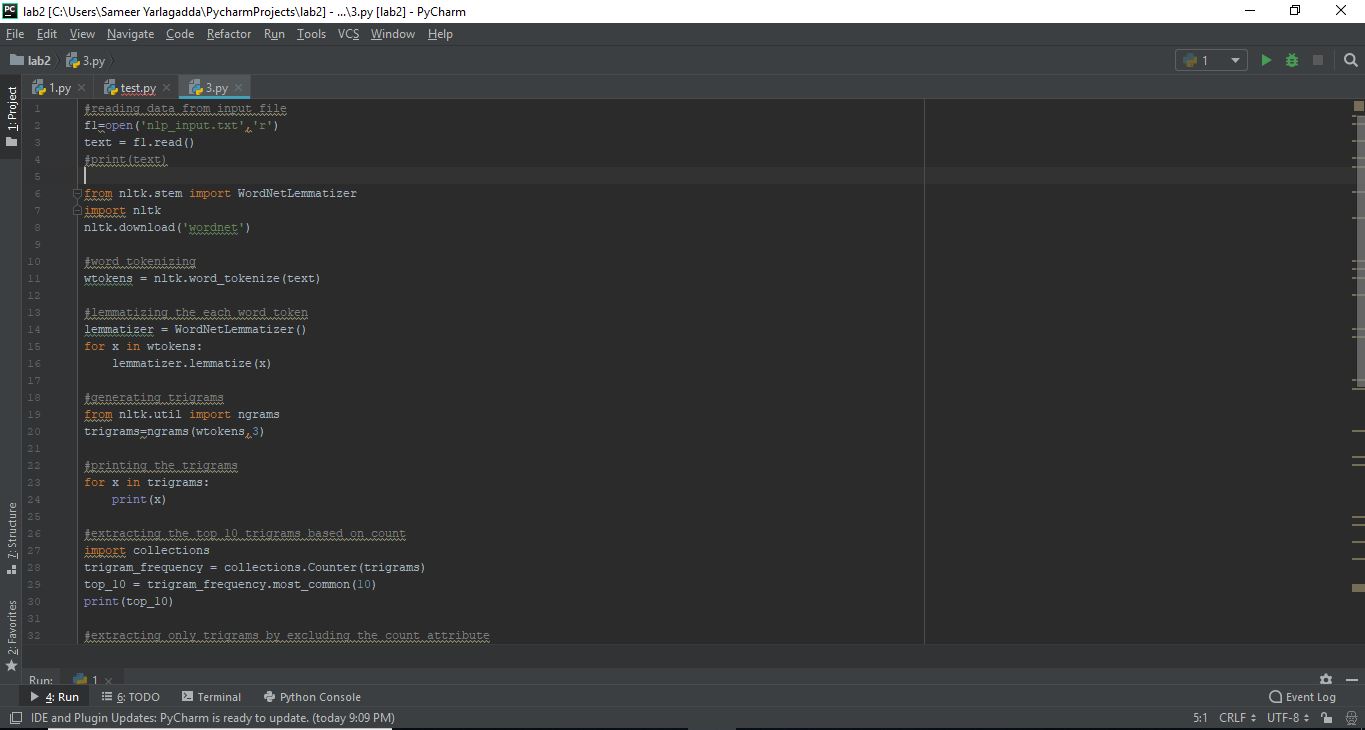 lab2 [C:\Users\Sameer Yarlagadda\PycharmProjects\lab2] - ...\3.py [lab2] - PyCharm
File Edit View Navigate Code Refactor Run Tools VCS Window Help
lab2 3.py 1
1: Project
1.py test.py 3.py
1 #reading data from input file
2 f1=open('nlp_input.txt','r')
3 text = f1.read()
4 #print(text)
5
6 from nltk.stem import WordNetLemmatizer
7 import nltk
8 nltk.download('wordnet')
9
10 #word tokenizing
11 wtokens = nltk.word_tokenize(text)
12
13 #lemmatizing the each word token
14 lemmatizer = WordNetLemmatizer()
15 for x in wtokens:
16     lemmatizer.lemmatize(x)
17
18 #generating trigrams
19 from nltk.util import ngrams
20 trigrams=ngrams(wtokens,3)
21
22 #printing the trigrams
23 for x in trigrams:
24     print(x)
25
26 #extracting the top 10 trigrams based on count
27 import collections
28 trigram_frequency = collections.Counter(trigrams)
29 top_10 = trigram_frequency.most_common(10)
30 print(top_10)
31
32 #extracting only trigrams by excluding the count attribute
7: Structure
2: Favorites
Run: 1
4: Run 6: TODO Terminal Python Console Event Log
IDE and Plugin Updates: PyCharm is ready to update. (today 9:09 PM) 5:1 CRLF UTF-8